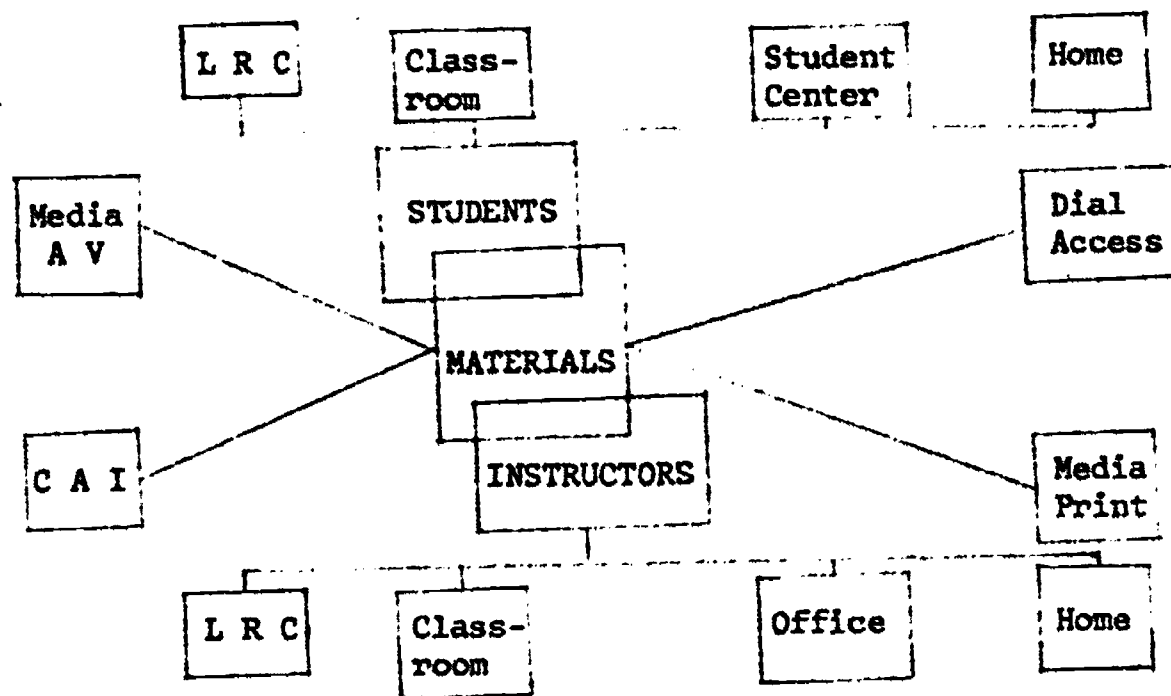 L R C
Class-
room
Student
Center
Home
Media
A V
STUDENTS
Dial
Access
MATERIALS
C A I
INSTRUCTORS
Media
Print
L R C
Class-
room
Office
Home